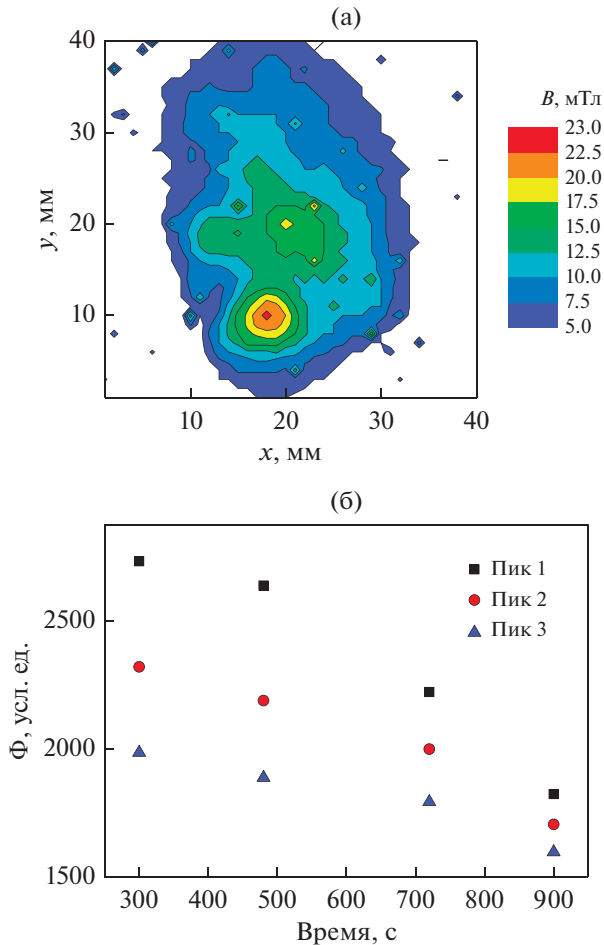 (а)
40
30
20
10
y, мм
10
20
30
40
x, мм
B, мТл
23.0
22.5
20.0
17.5
15.0
12.5
10.0
7.5
5.0
(б)
Пик 1
Пик 2
Пик 3
2500
2000
1500
Ф, усл. ед.
300
400
500
600
700
800
900
Время, с